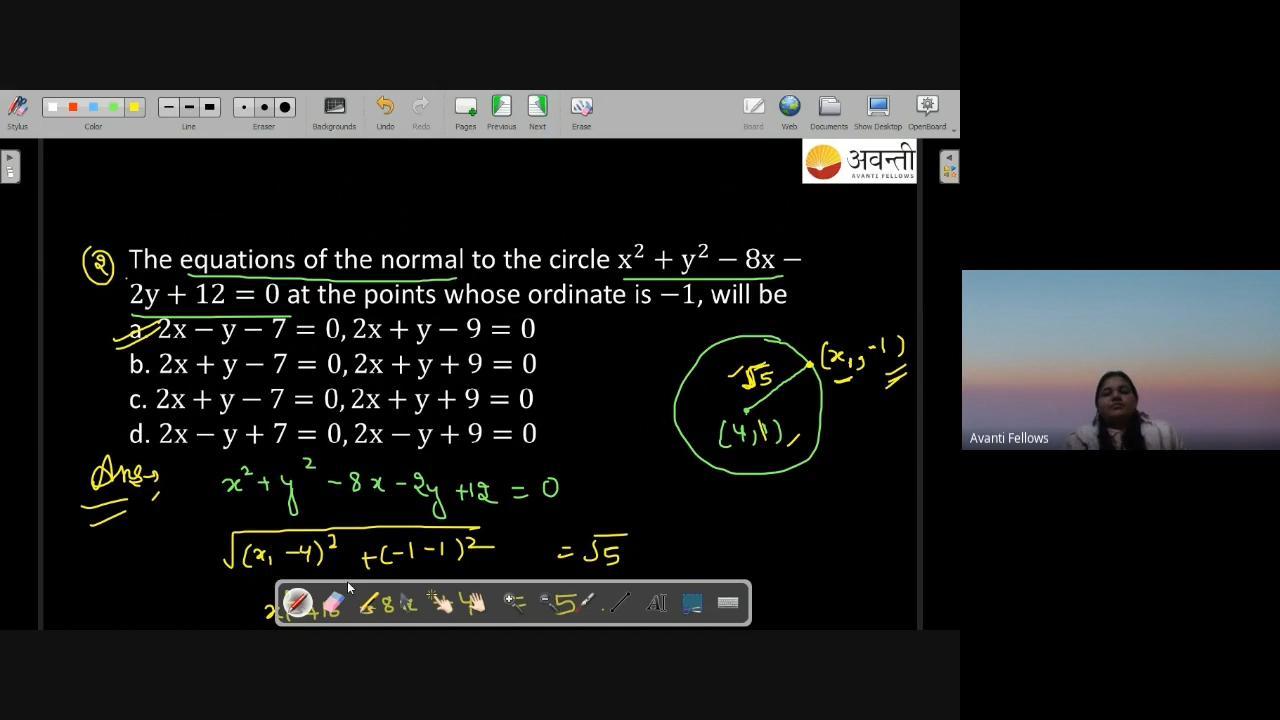 Stylus
Color
Line
Eraser
Backgrounds
Undo
Redo
Pages
Previous
Next
Erase
Board
Web
Documents
Show Desktop
OpenBoard
अवन्ती
AVANTI FELLOWS
(2) The equations of the normal to the circle x² + y² − 8x −
2y + 12 = 0 at the points whose ordinate is −1, will be
a. 2x − y − 7 = 0, 2x + y − 9 = 0
b. 2x + y − 7 = 0, 2x + y + 9 = 0
c. 2x + y − 7 = 0, 2x + y + 9 = 0
d. 2x − y + 7 = 0, 2x − y + 9 = 0
(x₁, -1)
√5
(4,1)
Ans→
x² + y² - 8x - 2y + 12 = 0
√(x₁ - 4)² + (-1-1)² = √5
Avanti Fellows